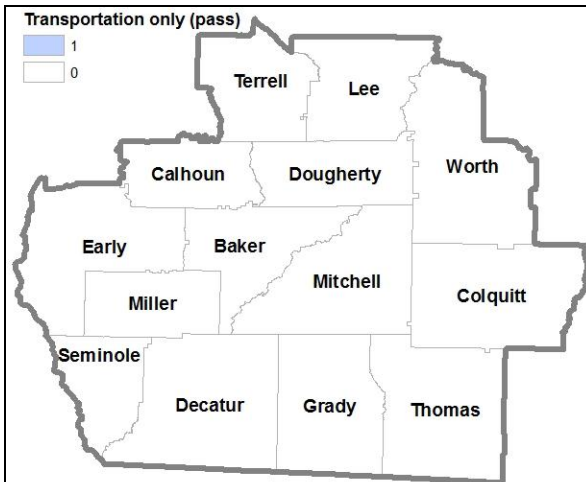 Transportation only (pass)
1
0
Terrell
Lee
Worth
Calhoun
Dougherty
Early
Baker
Mitchell
Colquitt
Miller
Seminole
Decatur
Grady
Thomas